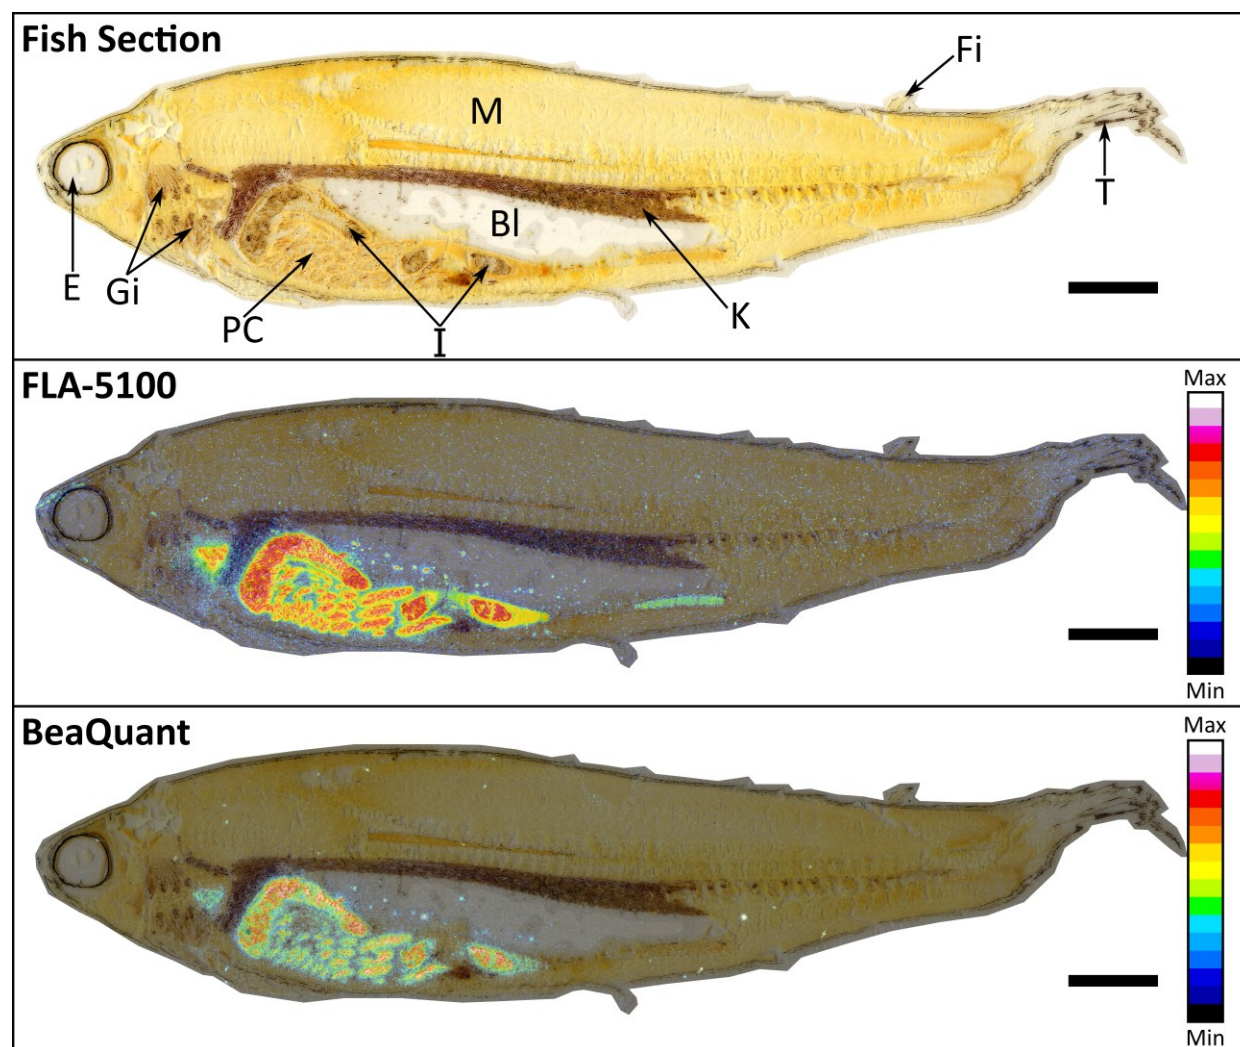 Fish Section
Fi
M
T
Bl
E
Gi
PC
I
K
FLA-5100
Max
Min
BeaQuant
Max
Min